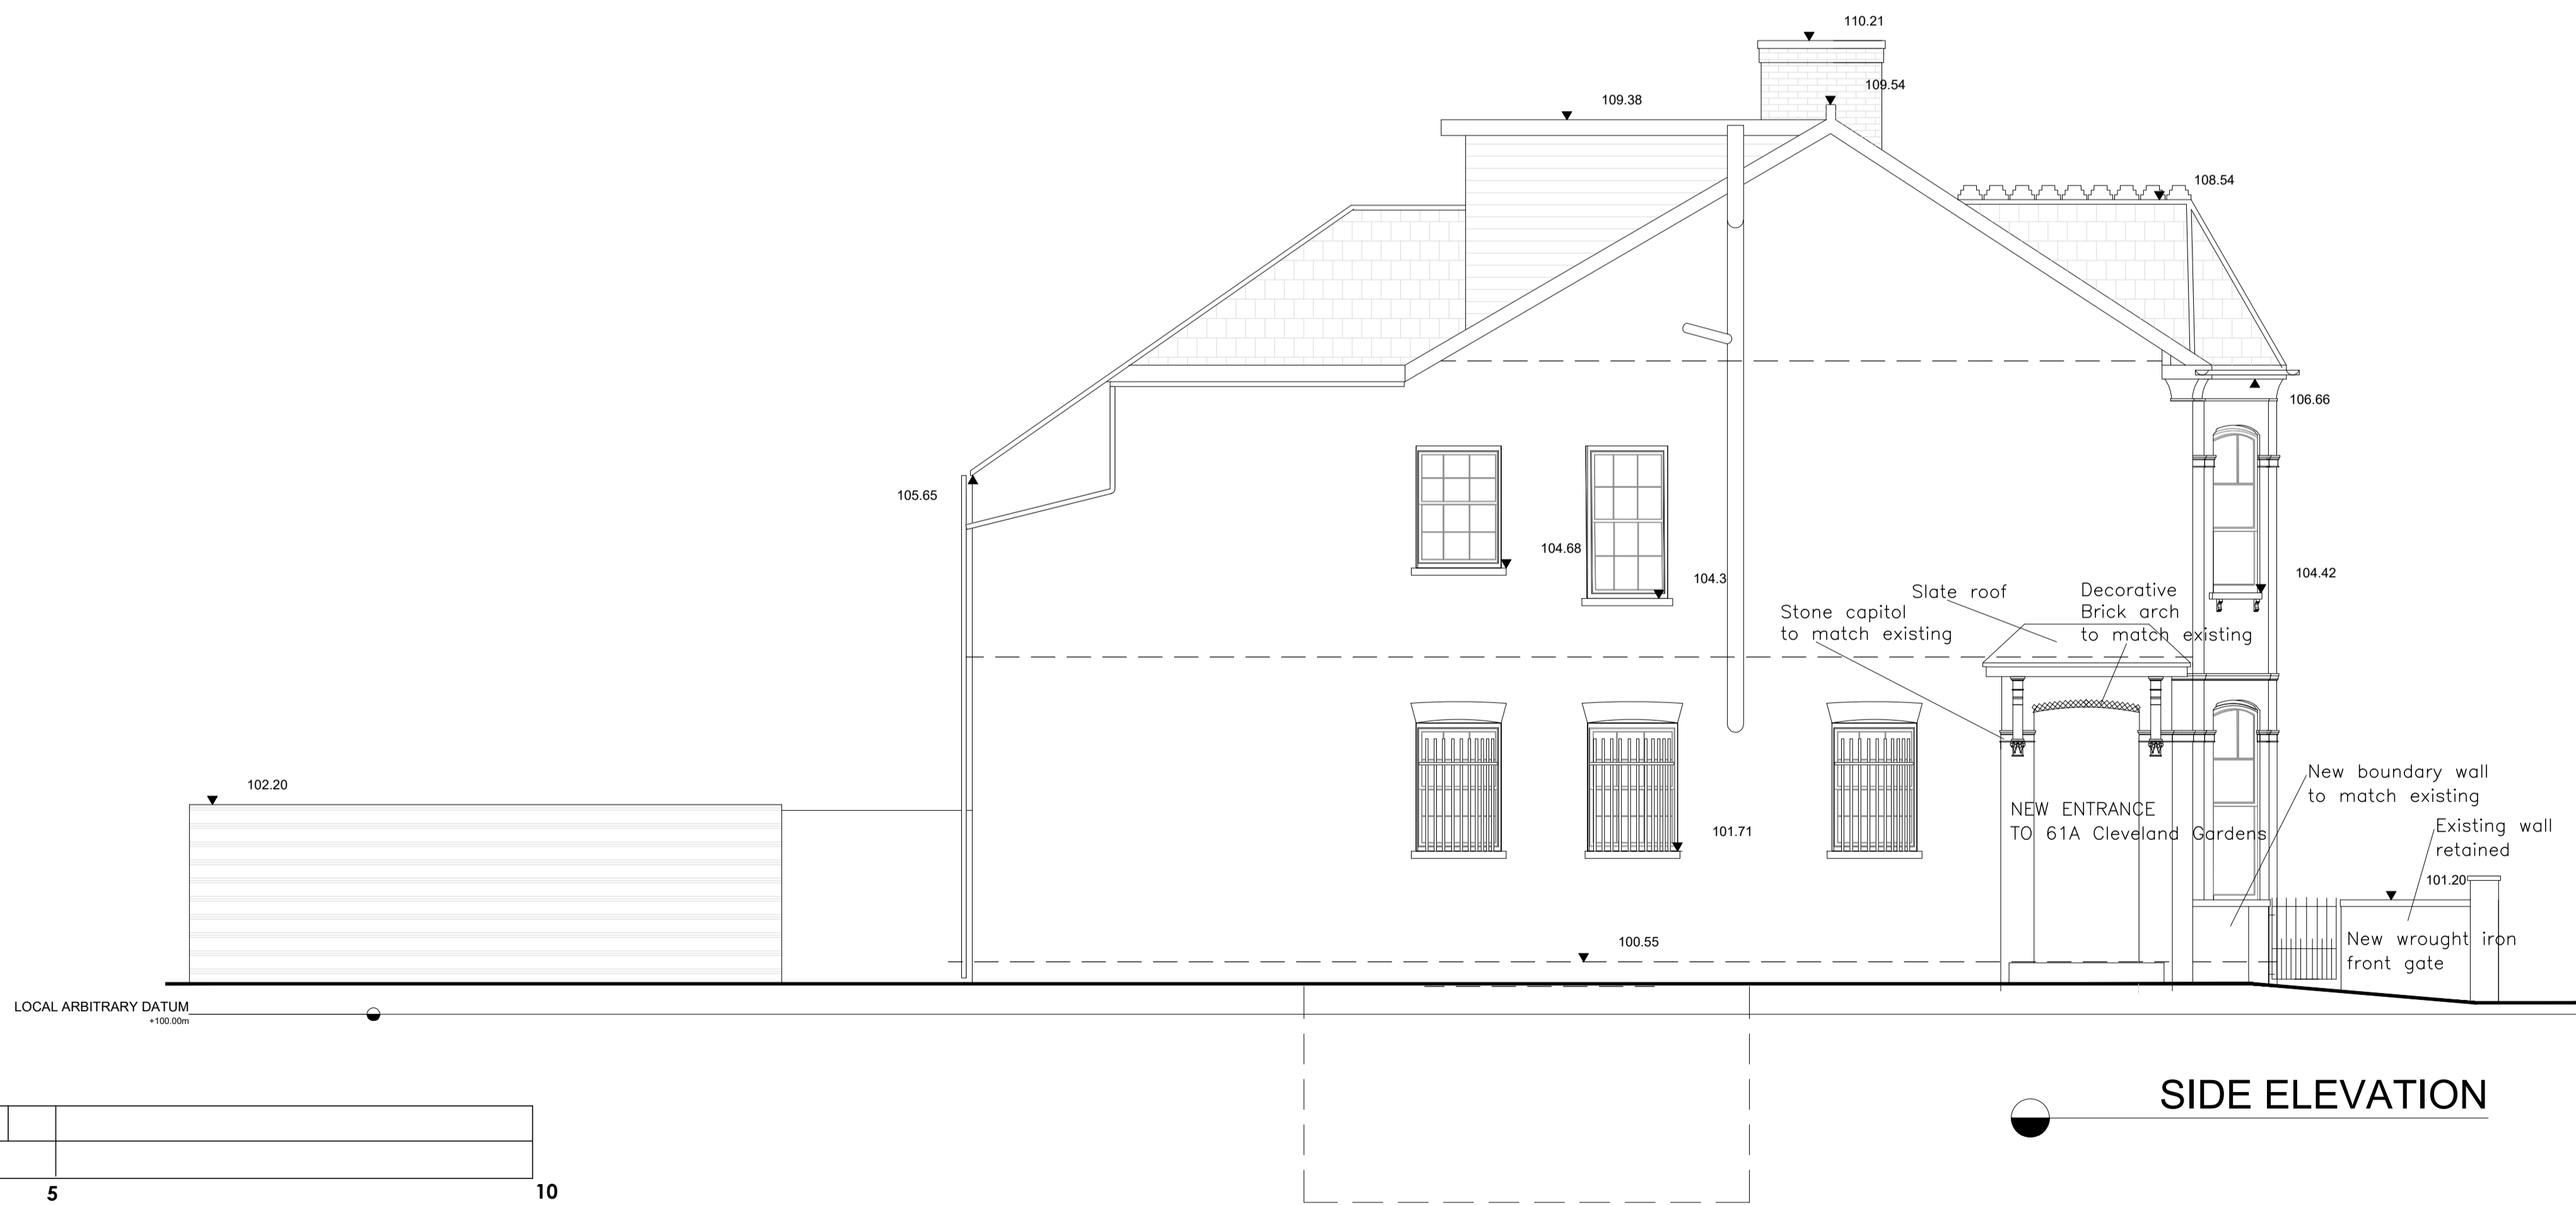 110.21
109.54
109.38
108.54
106.66
105.65
104.68
104.3
104.42
Slate roof
Decorative
Brick arch
to match existing
Stone capitol
to match existing
New boundary wall
to match existing
102.20
NEW ENTRANCE
TO 61A Cleveland Gardens
101.71
Existing wall
retained
101.20
100.55
New wrought iron
front gate
LOCAL ARBITRARY DATUM
+100.00m
SIDE ELEVATION
5
10